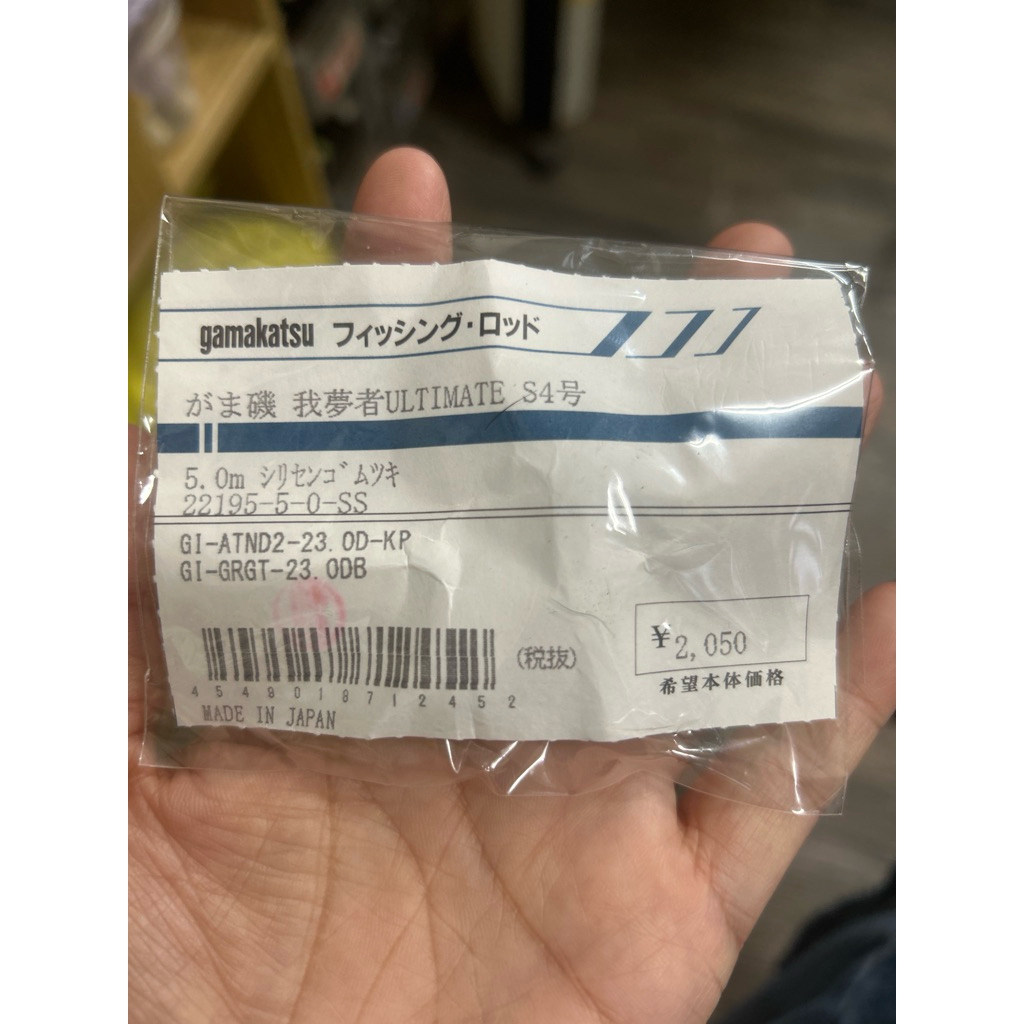 gamakatsu フィッシング・ロッド
がま磯 我夢者ULTIMATE S4号
5.0m ｼﾘｾﾝｺﾞﾑﾂｷ
22195-5-0-SS
GI-ATND2-23.0D-KP
GI-GRGT-23.0DB
(税抜)
¥2,050
希望本体価格
4549018712452
MADE IN JAPAN